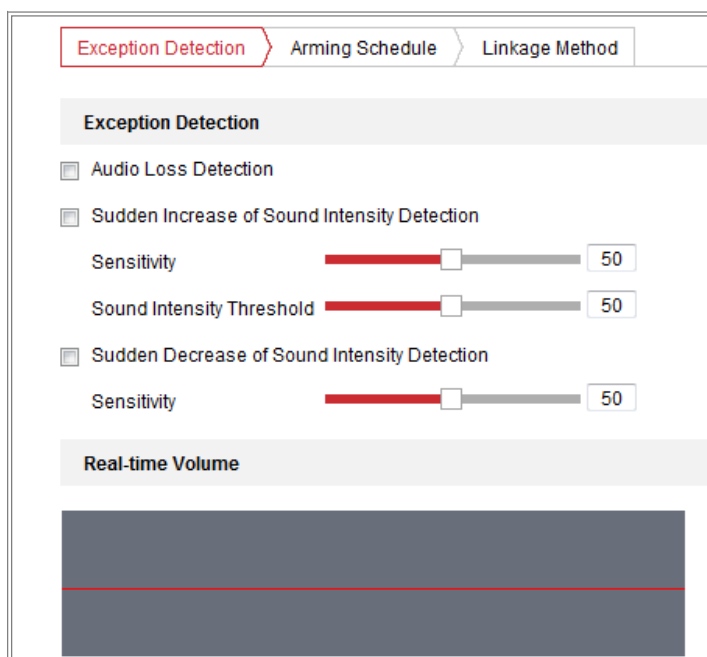 Exception Detection Arming Schedule Linkage Method
Exception Detection
Audio Loss Detection
Sudden Increase of Sound Intensity Detection
Sensitivity 50
Sound Intensity Threshold 50
Sudden Decrease of Sound Intensity Detection
Sensitivity 50
Real-time Volume